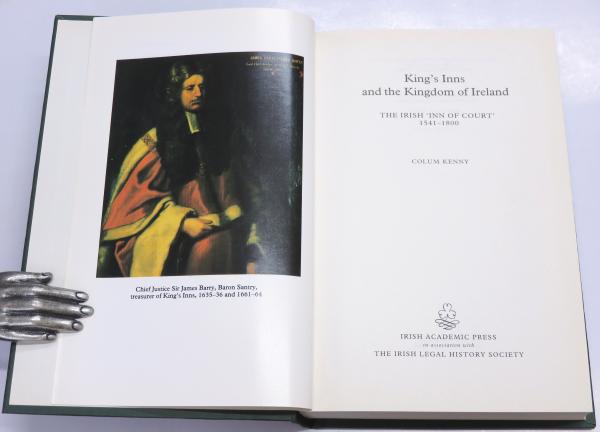 Chief Justice Sir James Barry, Baron Santry,
treasurer of King's Inns, 1635–36 and 1661–64
King's Inns
and the Kingdom of Ireland
THE IRISH 'INN OF COURT'
1541–1800
COLUM KENNY
IRISH ACADEMIC PRESS
in association with
THE IRISH LEGAL HISTORY SOCIETY